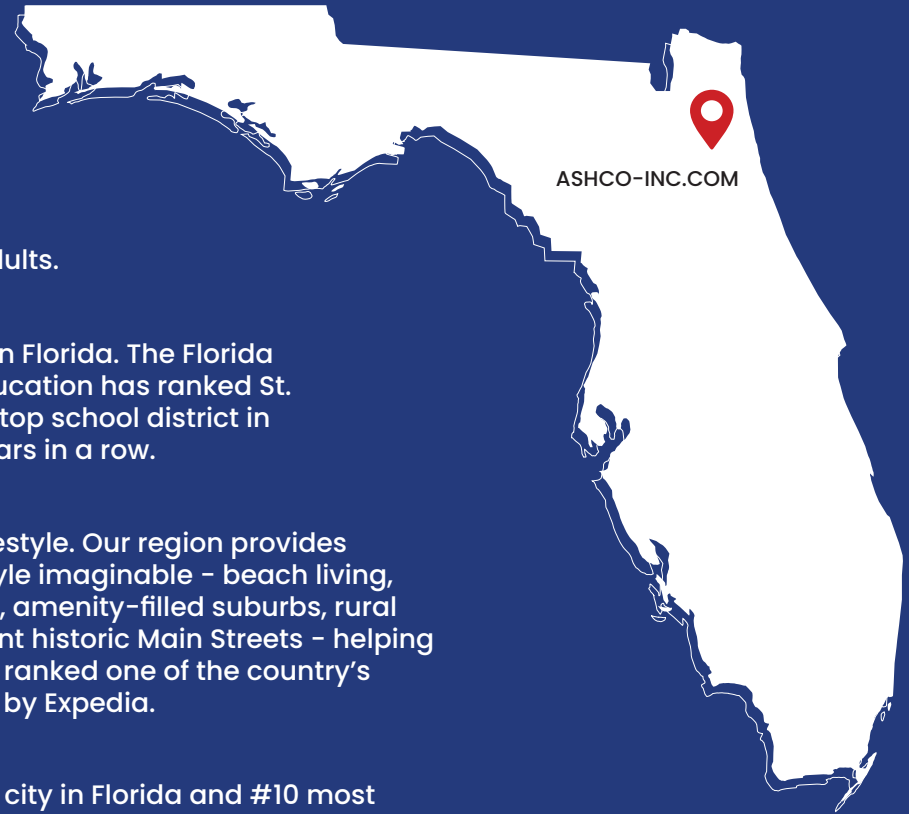 ASHCO-INC.COM
dults.
n Florida. The Florida
ucation has ranked St.
top school district in
ars in a row.
estyle. Our region provides
yle imaginable - beach living,
, amenity-filled suburbs, rural
nt historic Main Streets - helping
ranked one of the country’s
by Expedia.
city in Florida and #10 most